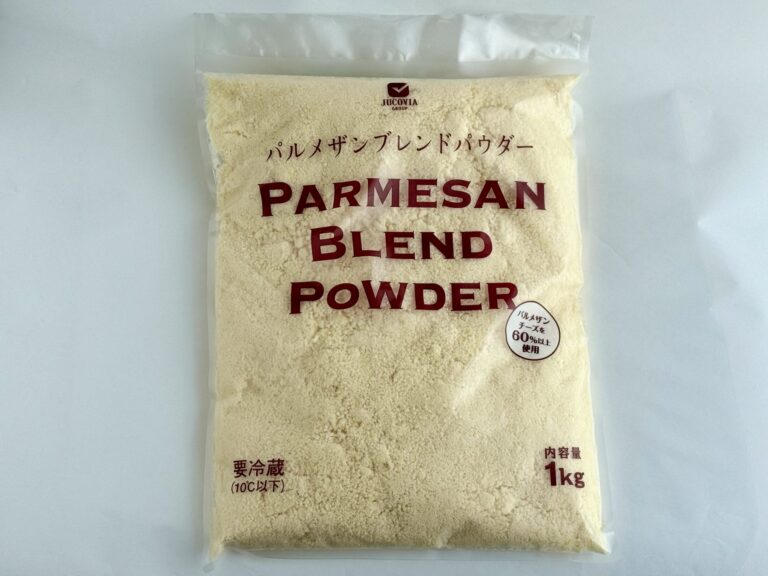 JUCOVIA
GROUP
パルメザンブレンドパウダー
PARMESAN
BLEND
POWDER
パルメザン
チーズを
60%以上
使用
要冷蔵
(10℃以下)
内容量
1kg